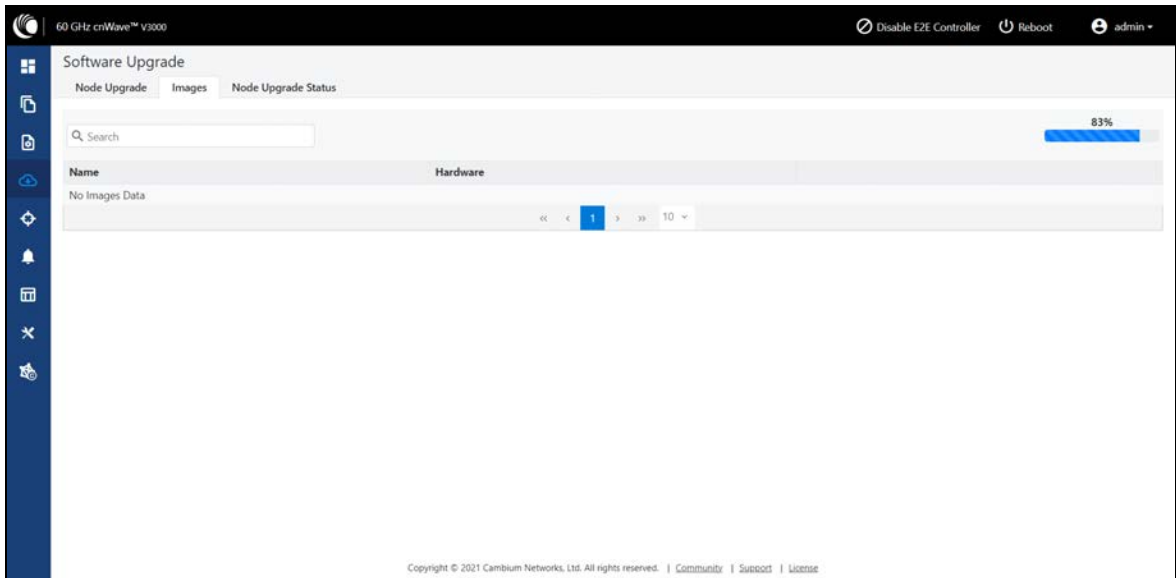 60 GHz cnWave™ V3000 Disable E2E Controller Reboot admin
Software Upgrade
Node Upgrade Images Node Upgrade Status
83%
Search
Name Hardware
No Images Data
« ‹ 1 › » 10
Copyright © 2021 Cambium Networks, Ltd. All rights reserved. | Community | Support | License